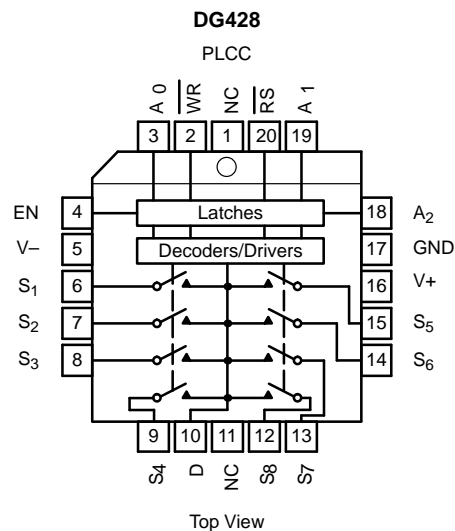 DG428
PLCC
A 0 WR NC RS A 1
3 2 1 20 19
EN 4 Latches 18 A2
V– 5 Decoders/Drivers 17 GND
S1 6 16 V+
S2 7 15 S5
S3 8 14 S6
9 10 11 12 13
S4 D NC S8 S7
Top View